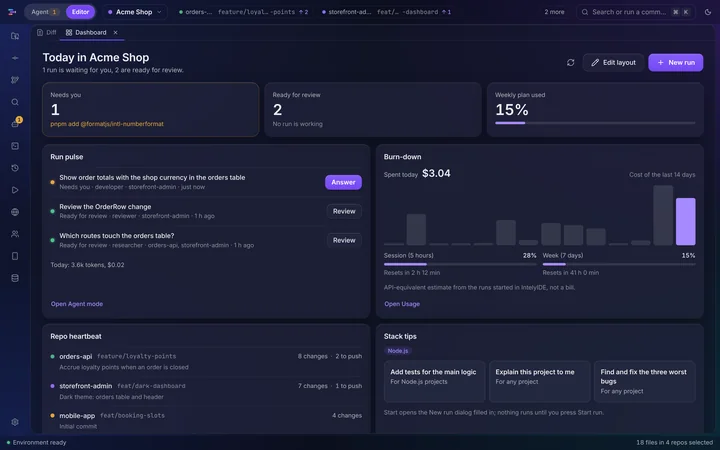 Agent 1 Editor Acme Shop orders-... feature/loyal… -points ↑ 2 storefront-ad... feat/… -dashboard ↑ 1 2 more Search or run a comm... ⌘ K
Diff Dashboard ×
Today in Acme Shop
1 run is waiting for you, 2 are ready for review.
Edit layout
+ New run
Needs you
1
pnpm add @formatjs/intl-numberformat
Ready for review
2
No run is working
Weekly plan used
15%
1
Run pulse
Show order totals with the shop currency in the orders table
Needs you · developer · storefront-admin · just now
Answer
Review the OrderRow change
Ready for review · reviewer · storefront-admin · 1 h ago
Review
Which routes touch the orders table?
Ready for review · researcher · orders-api, storefront-admin · 1 h ago
Review
Today: 3.6k tokens, $0.02
Open Agent mode
Burn-down
Spent today $3.04
Cost of the last 14 days
Session (5 hours) 28%
Resets in 2 h 12 min
Week (7 days) 15%
Resets in 41 h 0 min
API-equivalent estimate from the runs started in IntelyIDE, not a bill.
Open Usage
Repo heartbeat
orders-api feature/loyalty-points 8 changes · 2 to push
Accrue loyalty points when an order is closed
storefront-admin feat/dark-dashboard 7 changes · 1 to push
Dark theme: orders table and header
mobile-app feat/booking-slots 4 changes
Initial commit
Stack tips
Node.js
Add tests for the main logic
For Node.js projects
Explain this project to me
For any project
Find and fix the three worst
bugs
For any project
Start opens the New run dialog filled in; nothing runs until you press Start run.
Environment ready
18 files in 4 repos selected